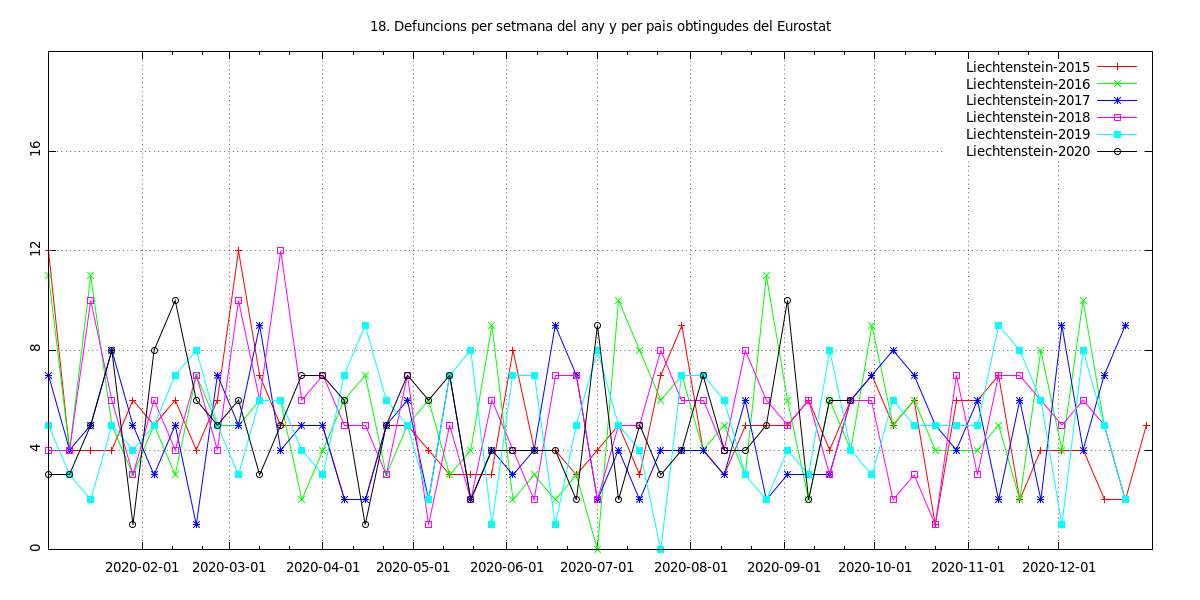 18. Defuncions per setmana del any y per pais obtingudes del Eurostat
Liechtenstein-2015
Liechtenstein-2016
Liechtenstein-2017
Liechtenstein-2018
Liechtenstein-2019
Liechtenstein-2020
16
12
8
4
0
2020-02-01 2020-03-01 2020-04-01 2020-05-01 2020-06-01 2020-07-01 2020-08-01 2020-09-01 2020-10-01 2020-11-01 2020-12-01